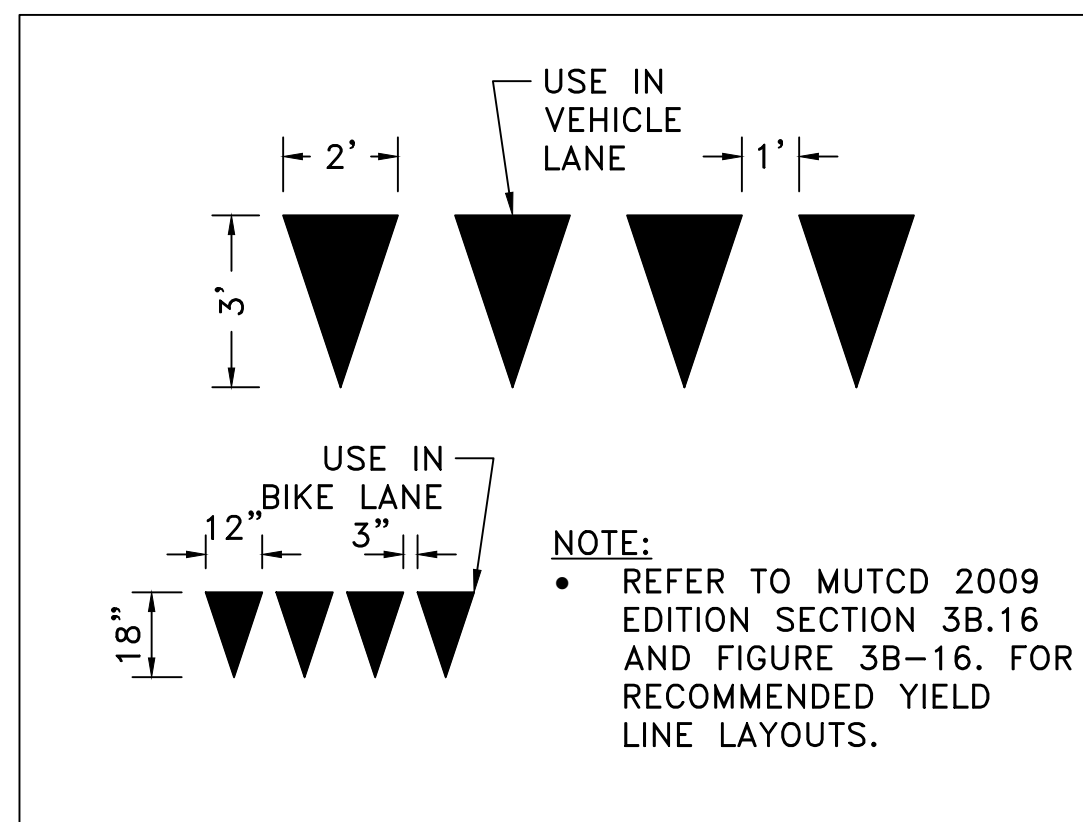 USE IN
VEHICLE
LANE
2'
1'
3'
USE IN
BIKE LANE
12”
3”
18”
NOTE:
• REFER TO MUTCD 2009
EDITION SECTION 3B.16
AND FIGURE 3B–16. FOR
RECOMMENDED YIELD
LINE LAYOUTS.